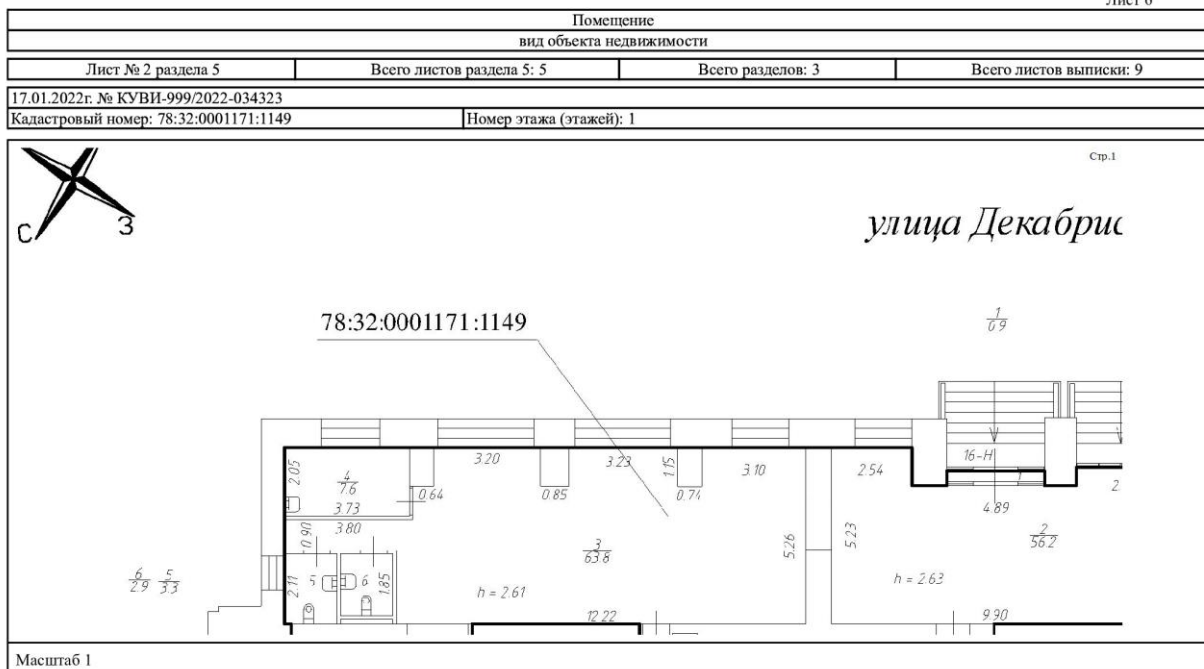 Лист 6
Помещение
вид объекта недвижимости
Лист № 2 раздела 5 Всего листов раздела 5: 5 Всего разделов: 3 Всего листов выписки: 9
17.01.2022г. № КУВИ-999/2022-034323
Кадастровый номер: 78:32:0001171:1149 Номер этажа (этажей): 1
Стр.1
С З
улица Декабрис
78:32:0001171:1149
1
0.9
16-Н
1
2.05
4
7.6
3.73
0.64
3.20
0.85
3.23
1.15
0.74
3.10
2.54
4.89
2.
0.90
3.80
3
63.8
5.26
5.23
2
56.2
6
2.9
5
3.3
2.11
5
6
1.85
h = 2.61
h = 2.63
12.22
9.90
Масштаб 1